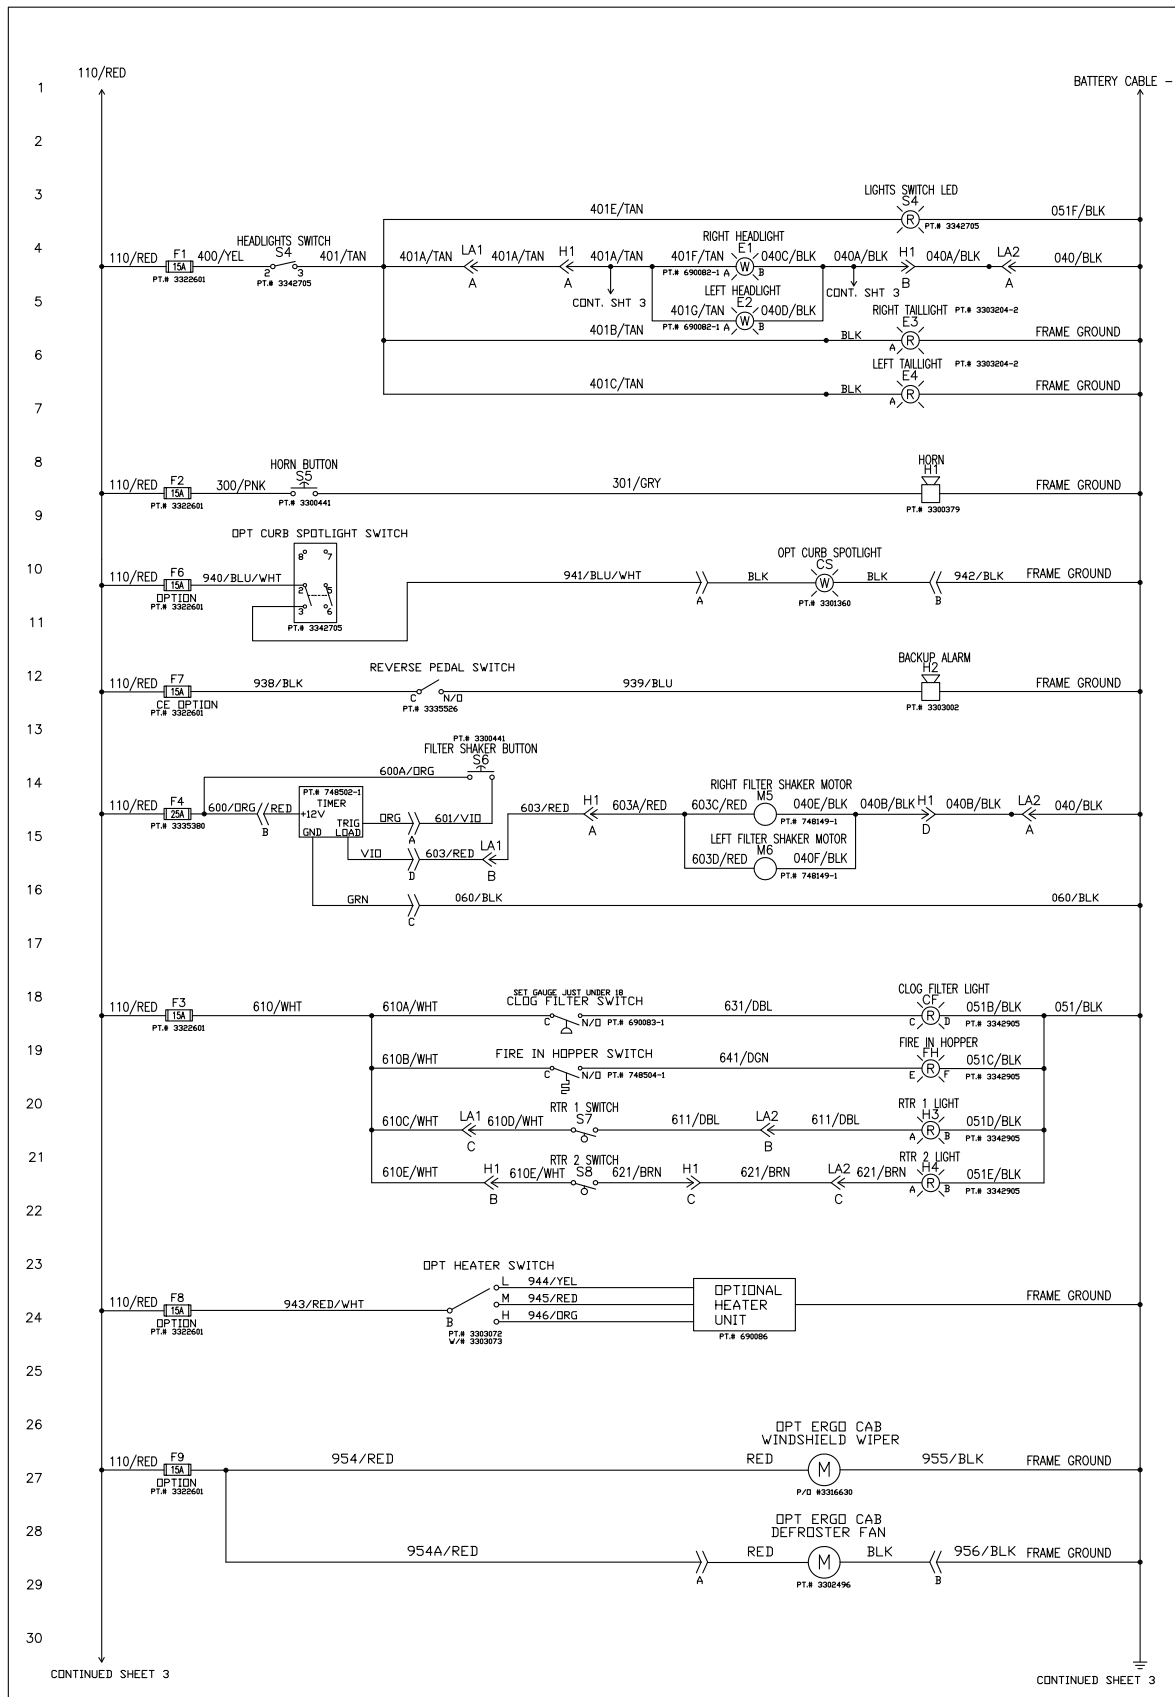 110/RED
BATTERY CABLE -
1
2
3
LIGHTS SWITCH LED
S4
401E/TAN
R
051F/BLK
PT.# 3342705
4
HEADLIGHTS SWITCH
S4
RIGHT HEADLIGHT
E1
110/RED
F1
15A
PT.# 3322601
400/YEL
2
3
PT.# 3342705
401/TAN
401A/TAN
LA1
A
401A/TAN
H1
A
401A/TAN
CONT. SHT 3
401F/TAN
PT.# 690082-1
A
W
B
040C/BLK
040A/BLK
CONT. SHT 3
H1
B
040A/BLK
LA2
A
040/BLK
5
LEFT HEADLIGHT
E2
401G/TAN
PT.# 690082-1
A
W
B
040D/BLK
RIGHT TAILLIGHT PT.# 3303204-2
E3
401B/TAN
BLK
A
R
FRAME GROUND
6
LEFT TAILLIGHT PT.# 3303204-2
E4
401C/TAN
BLK
A
R
FRAME GROUND
7
8
HORN BUTTON
S5
HORN
H1
110/RED
F2
15A
PT.# 3322601
300/PNK
PT.# 3300441
301/GRY
PT.# 3300379
FRAME GROUND
9
OPT CURB SPOTLIGHT SWITCH
8
7
OPT CURB SPOTLIGHT
CS
10
110/RED
F6
15A
OPTION
PT.# 3322601
940/BLU/WHT
2
5
3
6
PT.# 3342705
941/BLU/WHT
A
BLK
W
PT.# 3301360
BLK
B
942/BLK
FRAME GROUND
11
12
REVERSE PEDAL SWITCH
BACKUP ALARM
H2
110/RED
F7
15A
CE OPTION
PT.# 3322601
938/BLK
C
N/O
PT.# 3335526
939/BLU
PT.# 3303002
FRAME GROUND
13
PT.# 3300441
FILTER SHAKER BUTTON
S6
600A/ORG
14
110/RED
F4
25A
PT.# 3335380
600/ORG
B
RED
PT.# 748502-1
TIMER
+12V
TRIG
GND
LOAD
ORG
A
601/VIO
603/RED
H1
A
603A/RED
RIGHT FILTER SHAKER MOTOR
M5
603C/RED
PT.# 748149-1
040E/BLK
040B/BLK
H1
D
040B/BLK
LA2
A
040/BLK
15
VIO
D
603/RED
LA1
B
LEFT FILTER SHAKER MOTOR
M6
603D/RED
040F/BLK
PT.# 748149-1
16
GRN
C
060/BLK
060/BLK
17
18
SET GAUGE JUST UNDER 18
CLOG FILTER SWITCH
CLOG FILTER LIGHT
CF
110/RED
F3
15A
PT.# 3322601
610/WHT
610A/WHT
C
N/O
PT.# 690083-1
631/DBL
C
R
D
051B/BLK
PT.# 3342905
051/BLK
19
FIRE IN HOPPER SWITCH
FIRE IN HOPPER
FH
610B/WHT
C
N/O
PT.# 748504-1
641/DGN
E
R
F
051C/BLK
PT.# 3342905
20
RTR 1 SWITCH
S7
RTR 1 LIGHT
H3
610C/WHT
LA1
C
610D/WHT
611/DBL
LA2
B
611/DBL
A
R
B
051D/BLK
PT.# 3342905
21
RTR 2 SWITCH
S8
RTR 2 LIGHT
H4
610E/WHT
H1
B
610E/WHT
621/BRN
H1
C
621/BRN
LA2
C
621/BRN
A
R
B
051E/BLK
PT.# 3342905
22
23
OPT HEATER SWITCH
L
944/YEL
24
110/RED
F8
15A
OPTION
PT.# 3322601
943/RED/WHT
B
M
945/RED
H
946/ORG
PT.# 3303072
W/# 3303073
OPTIONAL
HEATER
UNIT
PT.# 690086
FRAME GROUND
25
26
OPT ERGO CAB
WINDSHIELD WIPER
110/RED
F9
15A
OPTION
PT.# 3322601
954/RED
RED
M
955/BLK
FRAME GROUND
P/O #3316630
27
28
OPT ERGO CAB
DEFROSTER FAN
954A/RED
A
RED
M
BLK
B
956/BLK
FRAME GROUND
PT.# 3302496
29
30
CONTINUED SHEET 3
CONTINUED SHEET 3